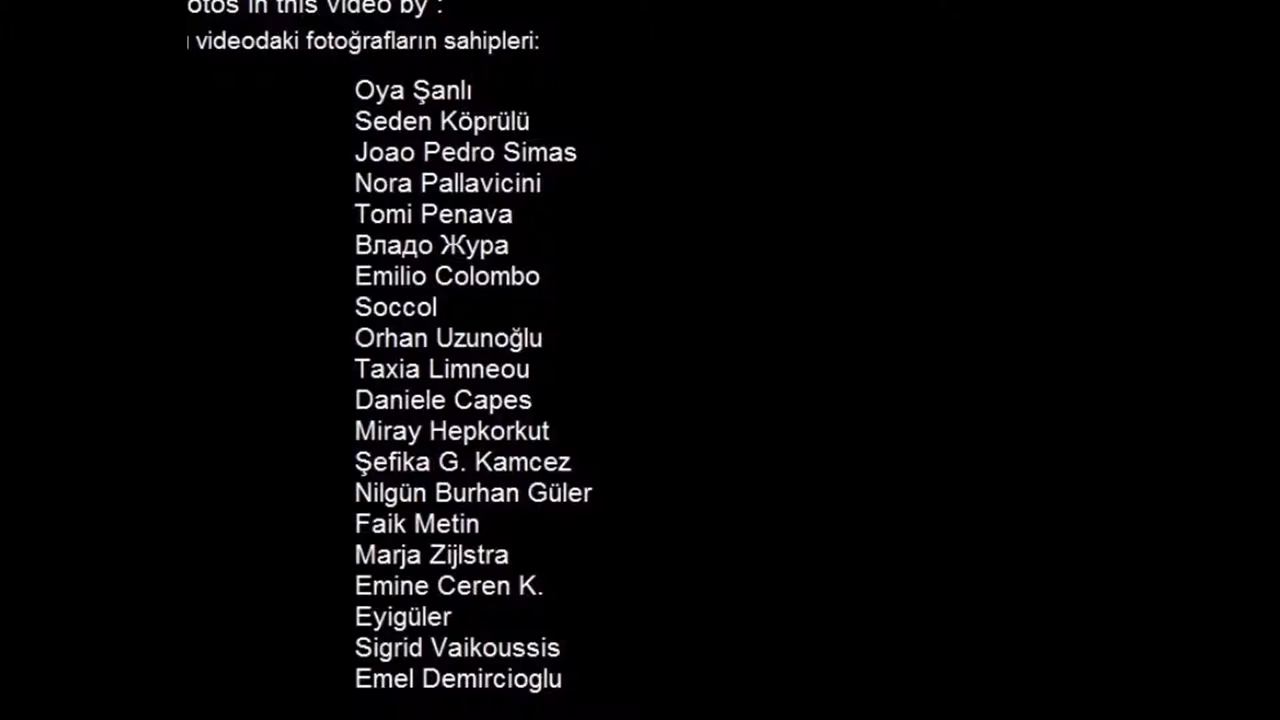 otos in this video by :
videodaki fotoğrafların sahipleri:
Oya Şanlı
Seden Köprülü
Joao Pedro Simas
Nora Pallavicini
Tomi Penava
Владо Жура
Emilio Colombo
Soccol
Orhan Uzunoğlu
Taxia Limneou
Daniele Capes
Miray Hepkorkut
Şefika G. Kamcez
Nilgün Burhan Güler
Faik Metin
Marja Zijlstra
Emine Ceren K.
Eyigüler
Sigrid Vaikoussis
Emel Demircioglu